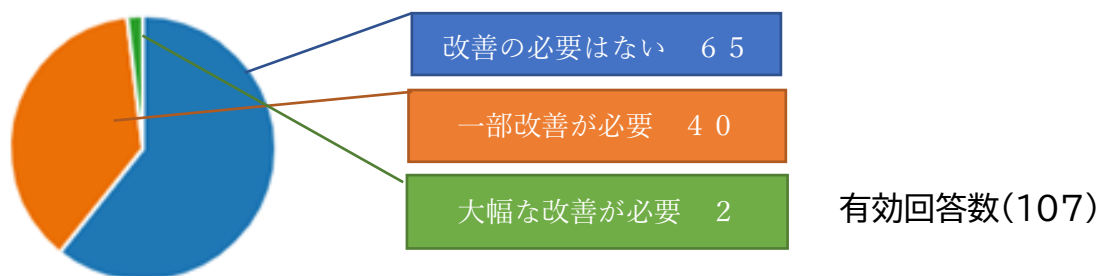 改善の必要はない　６５
一部改善が必要　４０
大幅な改善が必要　２
有効回答数(107)